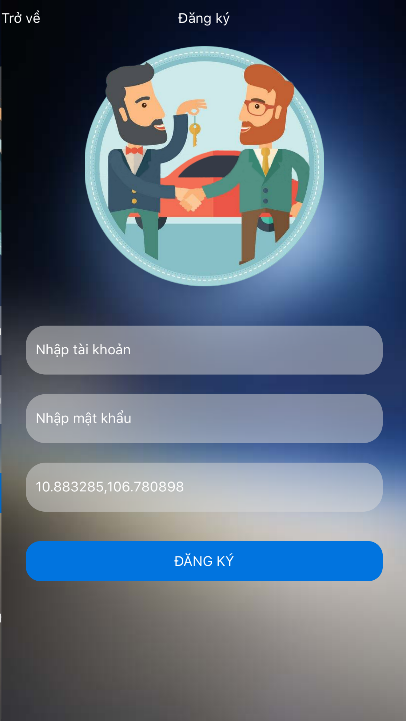 Trở về
Đăng ký
Nhập tài khoản
Nhập mật khẩu
10.883285,106.780898
ĐĂNG KÝ